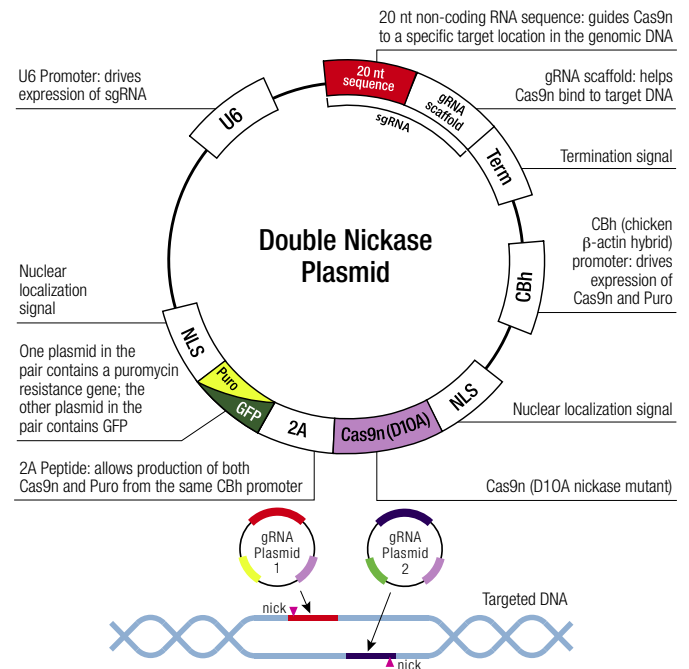 20 nt non-coding RNA sequence: guides Cas9n
to a specific target location in the genomic DNA
U6 Promoter: drives
expression of sgRNA
gRNA scaffold: helps
Cas9n bind to target DNA
20 nt
sequence
gRNA
scaffold
sgRNA
U6
Term
Termination signal
Double Nickase
Plasmid
CBh (chicken
β-actin hybrid)
promoter: drives
expression of
Cas9n and Puro
CBh
Nuclear
localization
signal
NLS
One plasmid in the
pair contains a puromycin
resistance gene; the
other plasmid in the
pair contains GFP
Puro
GFP
2A
Cas9n (D10A)
NLS
Nuclear localization signal
2A Peptide: allows production of both
Cas9n and Puro from the same CBh promoter
Cas9n (D10A nickase mutant)
gRNA
Plasmid
1
gRNA
Plasmid
2
Targeted DNA
nick
nick